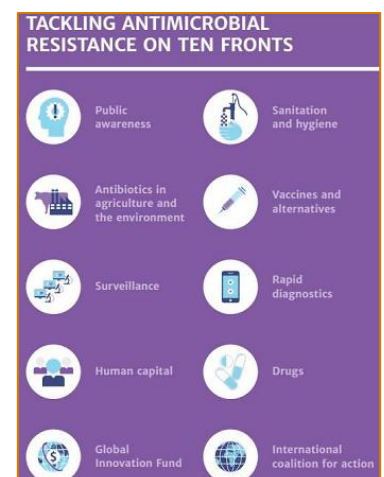 TACKLING ANTIMICROBIAL
RESISTANCE ON TEN FRONTS
Public
awareness
Sanitation
and hygiene
Antibiotics in
agriculture and
the environment
Vaccines and
alternatives
Surveillance
Rapid
diagnostics
Human capital
Drugs
Global
Innovation Fund
International
coalition for action